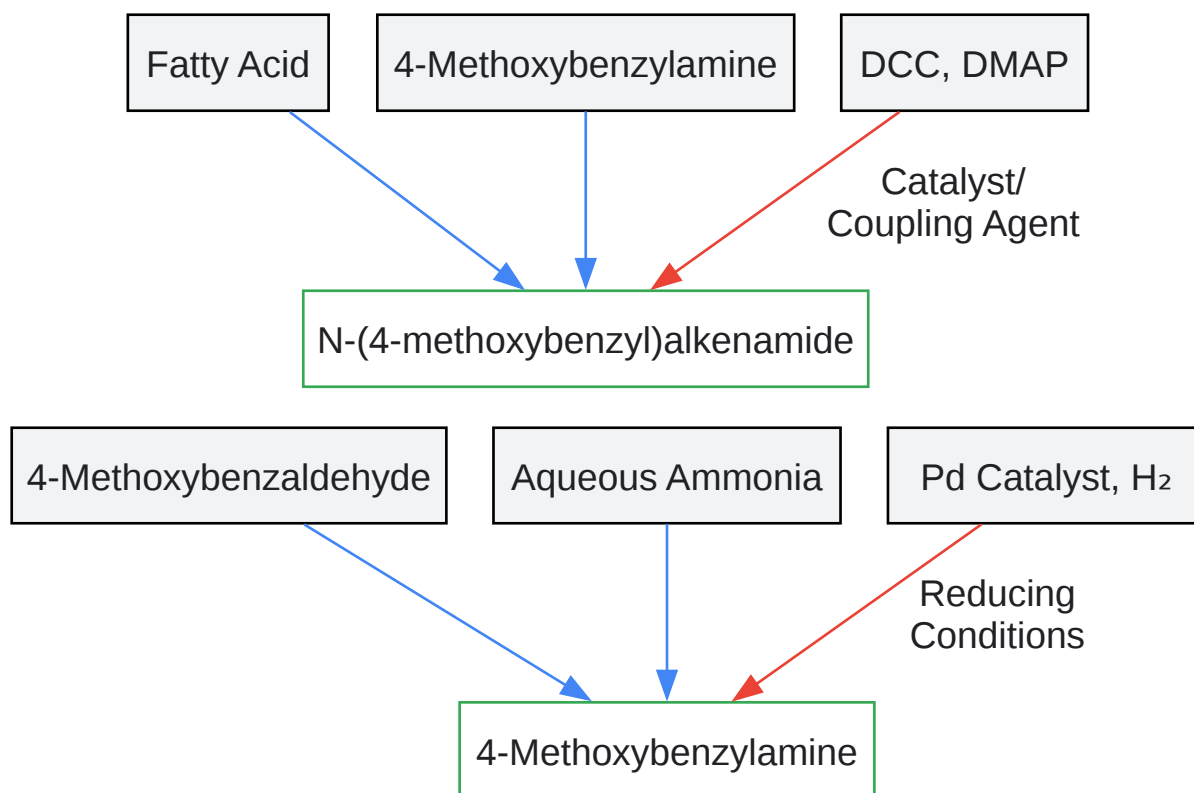 Fatty Acid
4-Methoxybenzylamine
DCC, DMAP
Catalyst/
Coupling Agent
N-(4-methoxybenzyl)alkenamide
4-Methoxybenzaldehyde
Aqueous Ammonia
Pd Catalyst, H₂
Reducing
Conditions
4-Methoxybenzylamine